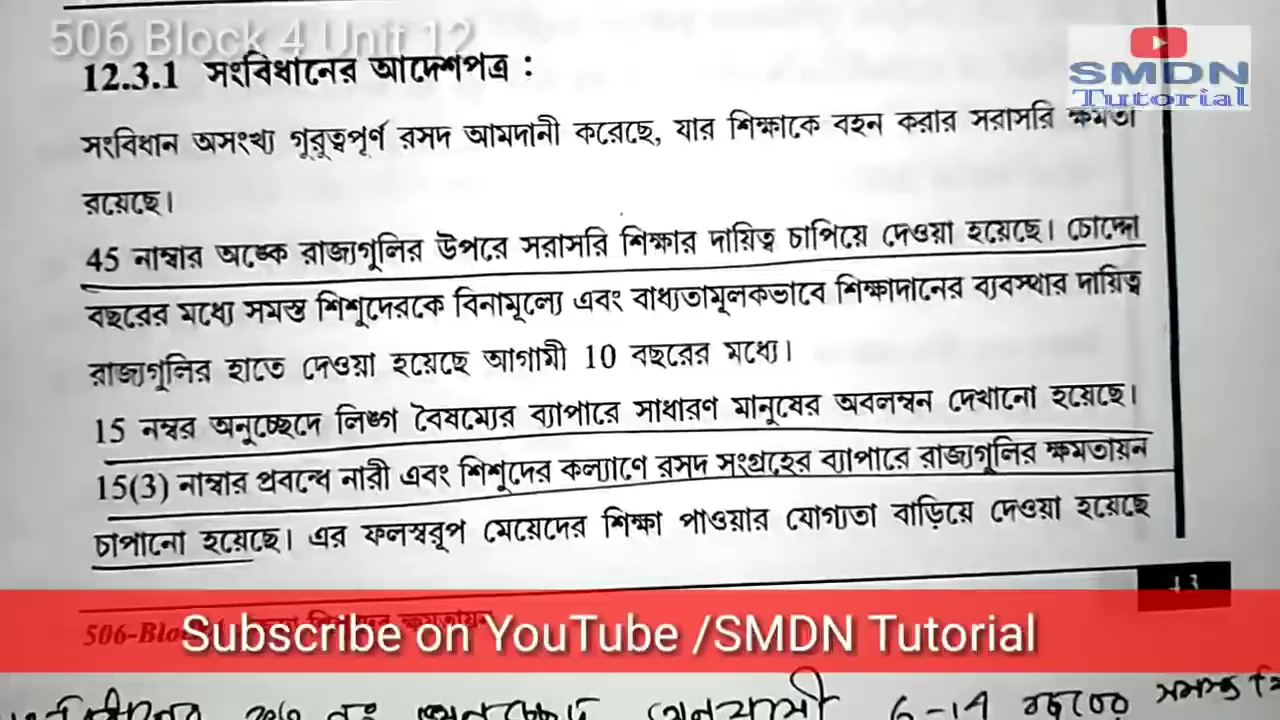 506 Block 4 Unit 12
SMDN
Tutorial
12.3.1 সংবিধানের আদেশপত্র :
সংবিধান অসংখ্য গুরুত্বপূর্ণ রসদ আমদানী করেছে, যার শিক্ষাকে বহন করার সরাসরি ক্ষমতা
রয়েছে।
45 নাম্বার অঙ্কে রাজ্যগুলির উপরে সরাসরি শিক্ষার দায়িত্ব চাপিয়ে দেওয়া হয়েছে। চোদ্দো
বছরের মধ্যে সমস্ত শিশুদেরকে বিনামূল্যে এবং বাধ্যতামূলকভাবে শিক্ষাদানের ব্যবস্থার দায়িত্ব
রাজ্যগুলির হাতে দেওয়া হয়েছে আগামী 10 বছরের মধ্যে।
15 নম্বর অনুচ্ছেদে লিঙ্গ বৈষম্যের ব্যাপারে সাধারণ মানুষের অবলম্বন দেখানো হয়েছে।
15(3) নাম্বার প্রবন্ধে নারী এবং শিশুদের কল্যাণে রসদ সংগ্রহের ব্যাপারে রাজ্যগুলির ক্ষমতায়ন
চাপানো হয়েছে। এর ফলস্বরূপ মেয়েদের শিক্ষা পাওয়ার যোগ্যতা বাড়িয়ে দেওয়া হয়েছে
506-Block ক্ষমতায়ন
Subscribe on YouTube /SMDN Tutorial
নং 6-14 বছরের সমস্ত